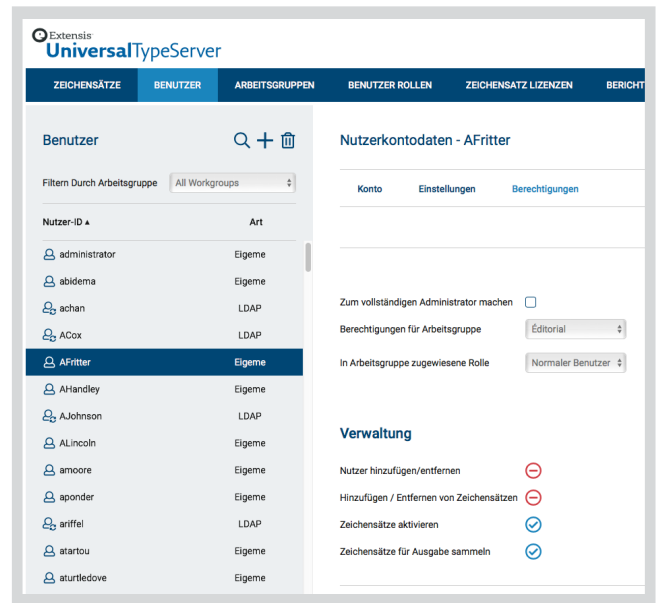 Extensis
UniversalTypeServer
ZEICHENSÄTZE BENUTZER ARBEITSGRUPPEN BENUTZER ROLLEN ZEICHENSATZ LIZENZEN BERICHT
Benutzer
Filtern Durch Arbeitsgruppe All Workgroups
Nutzer-ID Art
administrator Eigeme
abidema Eigeme
achan LDAP
ACox LDAP
AFritter Eigeme
AHandley Eigeme
AJohnson LDAP
ALincoln Eigeme
amoore Eigeme
aponder Eigeme
ariffel LDAP
atartou Eigeme
aturtledove Eigeme
Nutzerkontodaten - AFritter
Konto Einstellungen Berechtigungen
Zum vollständigen Administrator machen
Berechtigungen für Arbeitsgruppe Éditorial
In Arbeitsgruppe zugewiesene Rolle Normaler Benutzer
Verwaltung
Nutzer hinzufügen/entfernen
Hinzufügen / Entfernen von Zeichensätzen
Zeichensätze aktivieren
Zeichensätze für Ausgabe sammeln